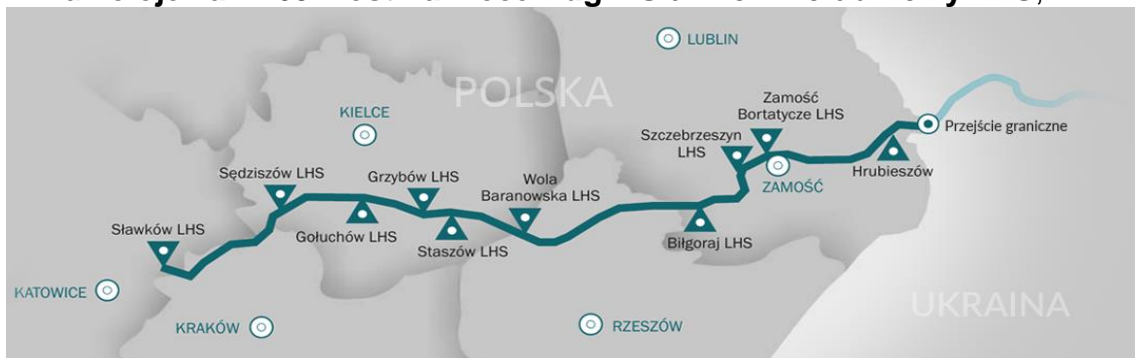 LUBLIN
POLSKA
KIELCE
Zamość
Bortatycze LHS
Szczebrzeszyn
LHS
Przejście graniczne
Sędziszów LHS
Grzybów LHS
Wola
Baranowska LHS
ZAMOŚĆ
Hrubieszów
Sławków LHS
Gołuchów LHS
Staszów LHS
Biłgoraj LHS
KATOWICE
UKRAINA
KRAKÓW
RZESZÓW